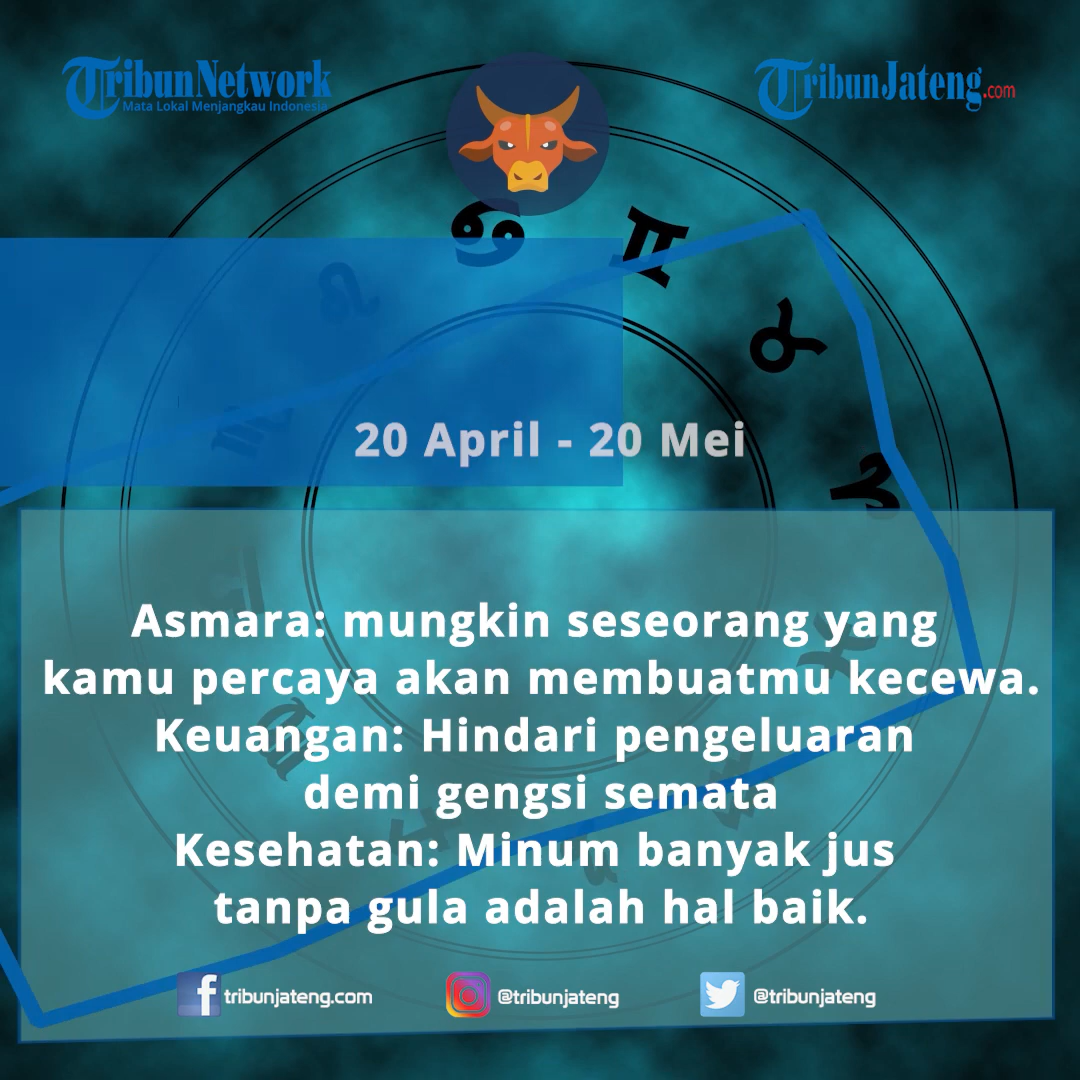 TribunNetwork
Mata Lokal Menjangkau Indonesia
TribunJateng.com
20 April - 20 Mei
Asmara: mungkin seseorang yang
kamu percaya akan membuatmu kecewa.
Keuangan: Hindari pengeluaran
demi gengsi semata
Kesehatan: Minum banyak jus
tanpa gula adalah hal baik.
tribunjateng.com
@tribunjateng
@tribunjateng